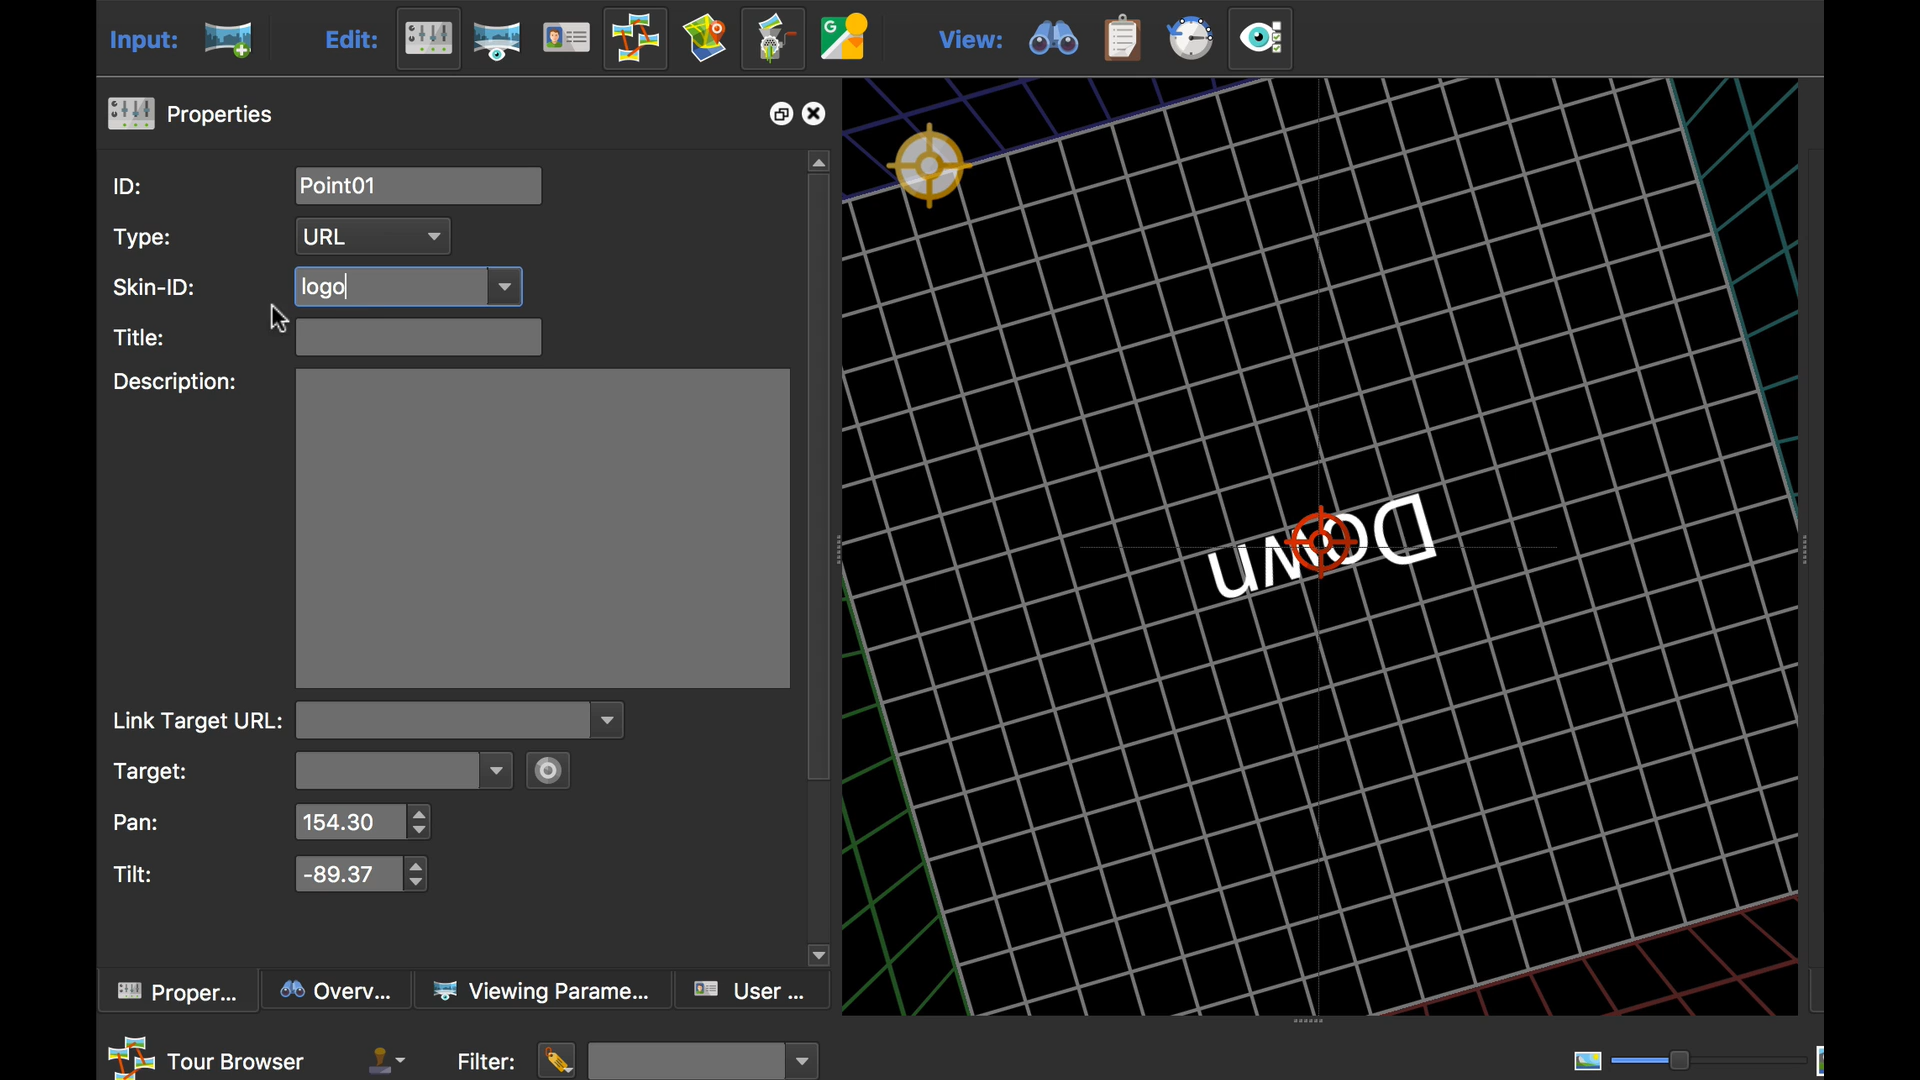 Input: Edit: View:
Properties
ID: Point01
Type: URL
Skin-ID: logo
Title:
Description:
Link Target URL:
Target:
Pan: 154.30
Tilt: -89.37
Down
Proper... Overv... Viewing Parame... User ...
Tour Browser Filter: